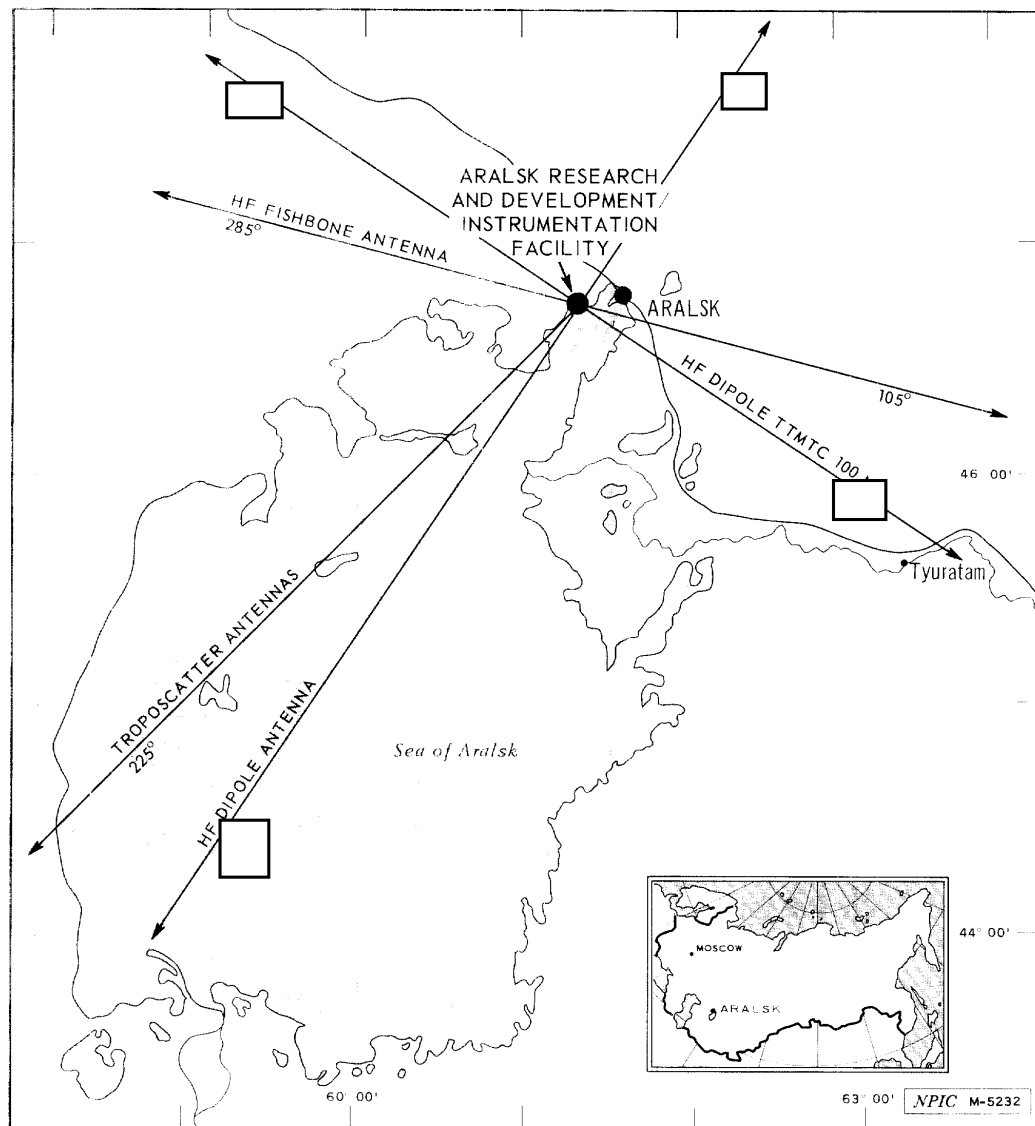 ARALSK RESEARCH
AND DEVELOPMENT
INSTRUMENTATION
FACILITY
HF FISHBONE ANTENNA
285°
ARALSK
105°
HF DIPOLE TTMTC 100
46 00'
Tyuratam
TROPOSCATTER ANTENNAS
225°
HF DIPOLE ANTENNA
Sea of Aralsk
MOSCOW
ARALSK
44° 00'
60° 00'
63° 00'
NPIC M-5232